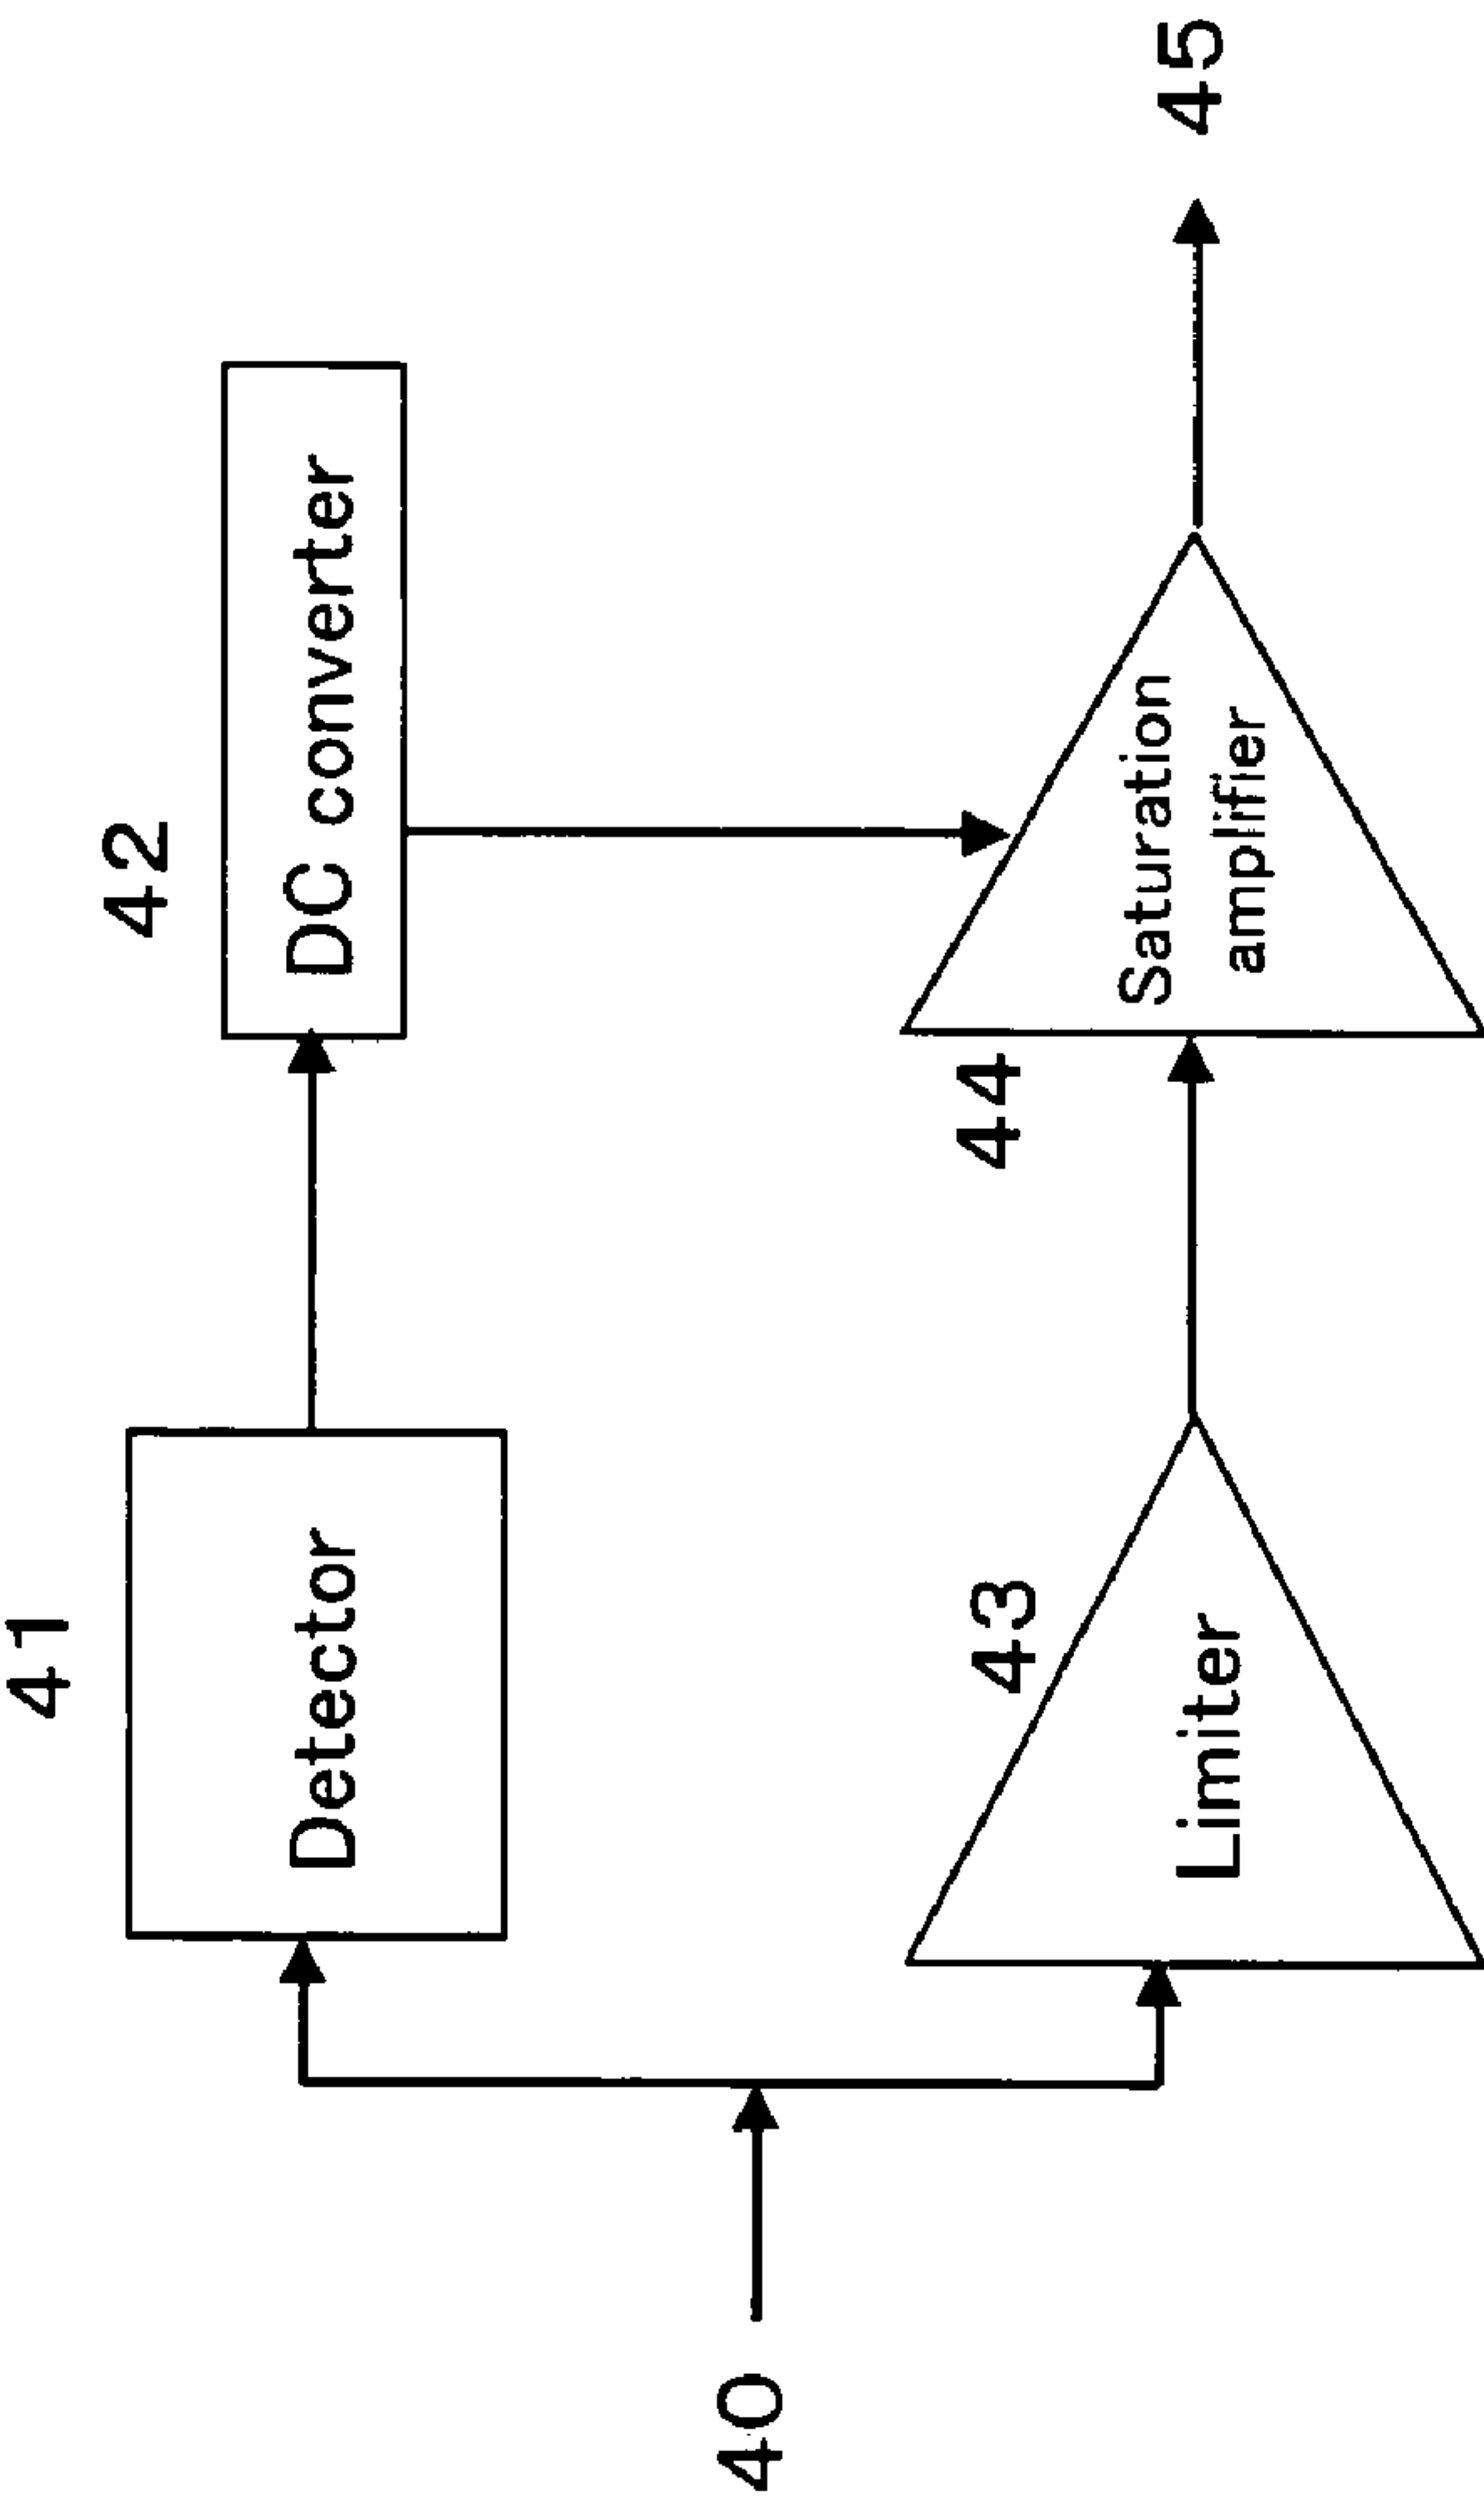 41
42
Detector
DC converter
40
43
44
45
Limiter
Saturation
amplifier